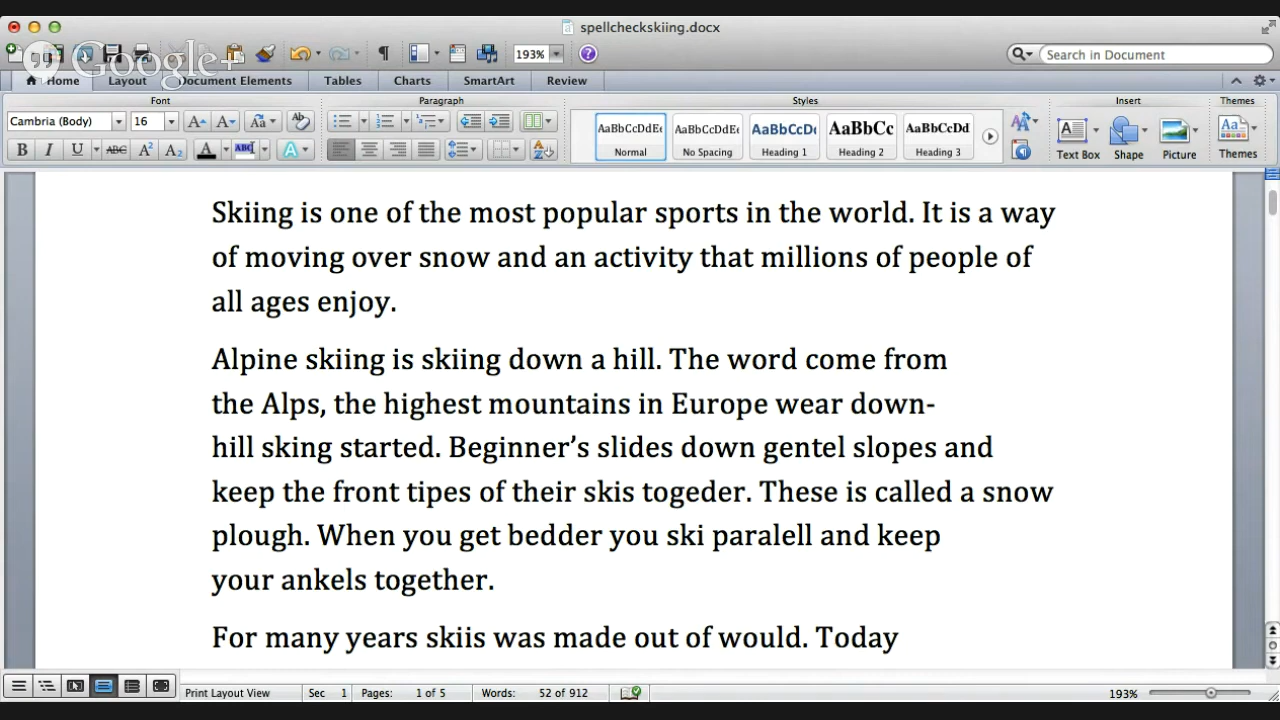 spellcheckskiing.docx
Google+
193%
Search in Document
Home Layout Document Elements Tables Charts SmartArt Review
Font Paragraph Styles Insert Themes
Cambria (Body) 16
AaBbCcDdEe AaBbCcDdEe AaBbCcDc AaBbCc AaBbCcDd
Normal No Spacing Heading 1 Heading 2 Heading 3
Text Box Shape Picture Themes
Skiing is one of the most popular sports in the world. It is a way
of moving over snow and an activity that millions of people of
all ages enjoy.
Alpine skiing is skiing down a hill. The word come from
the Alps, the highest mountains in Europe wear down-
hill sking started. Beginner’s slides down gentel slopes and
keep the front tipes of their skis togeder. These is called a snow
plough. When you get bedder you ski paralell and keep
your ankels together.
For many years skiis was made out of would. Today
Print Layout View Sec 1 Pages: 1 of 5 Words: 52 of 912 193%